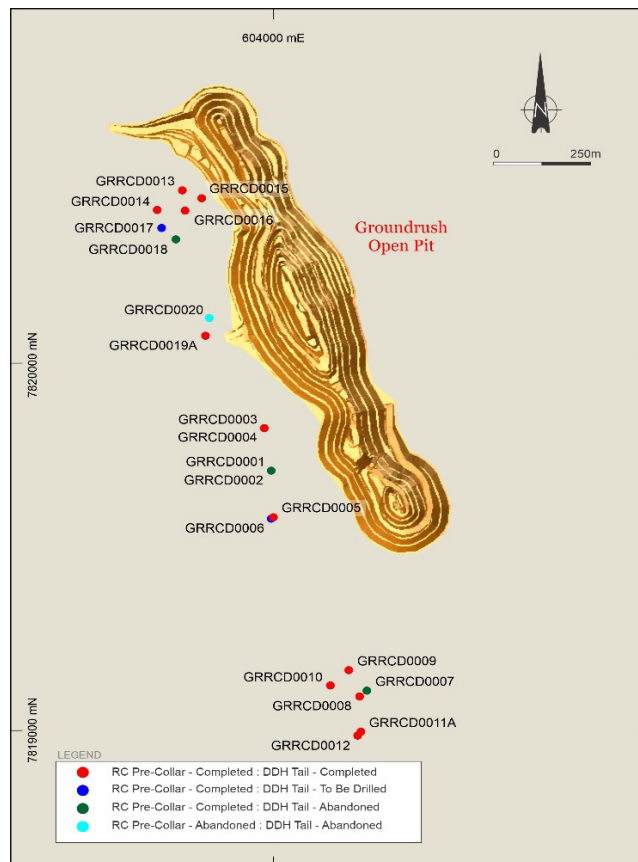 604000 mE
N
0 250m
GRRCD0013
GRRCD0015
GRRCD0014
GRRCD0016
GRRCD0017
GRRCD0018
Groundrush
Open Pit
GRRCD0020
GRRCD0019A
7820000 mN
GRRCD0003
GRRCD0004
GRRCD0001
GRRCD0002
GRRCD0005
GRRCD0006
GRRCD0009
GRRCD0010
GRRCD0007
GRRCD0008
GRRCD0011A
GRRCD0012
7819000 mN
LEGEND
RC Pre-Collar - Completed : DDH Tail - Completed
RC Pre-Collar - Completed : DDH Tail - To Be Drilled
RC Pre-Collar - Completed : DDH Tail - Abandoned
RC Pre-Collar - Abandoned : DDH Tail - Abandoned